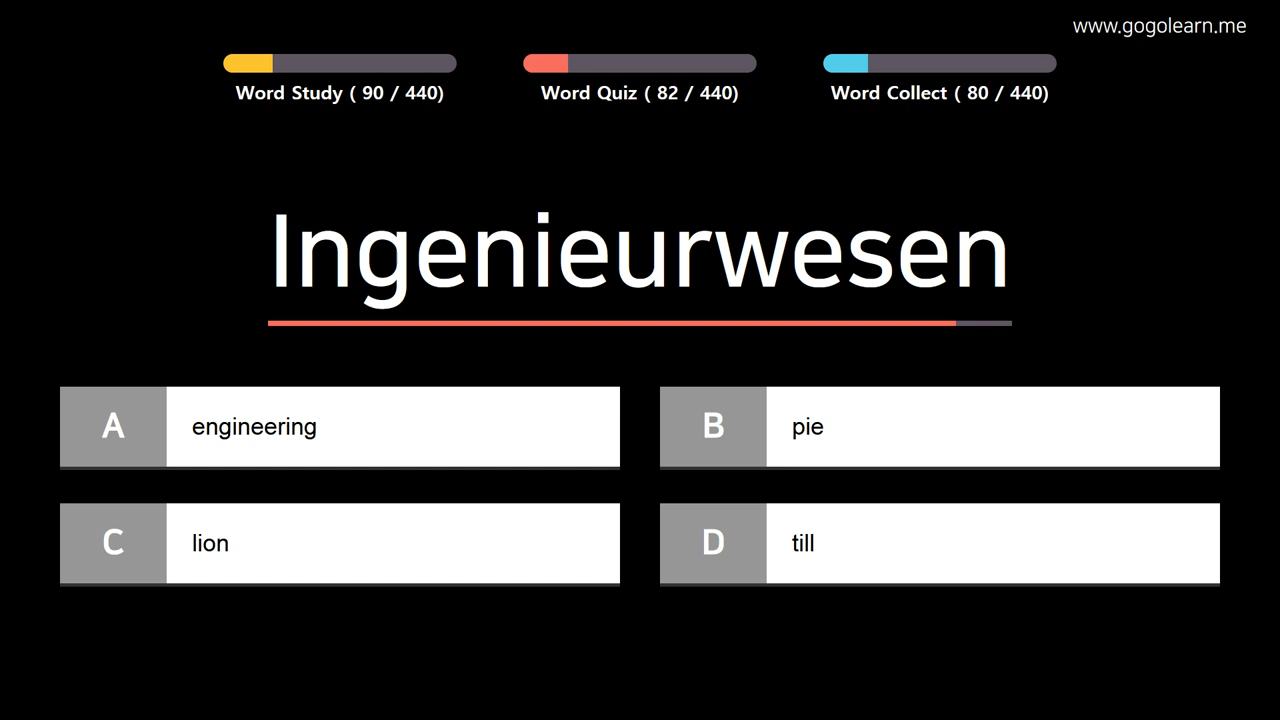 www.gogolearn.me
Word Study ( 90 / 440)
Word Quiz ( 82 / 440)
Word Collect ( 80 / 440)
Ingenieurwesen
A engineering
B pie
C lion
D till